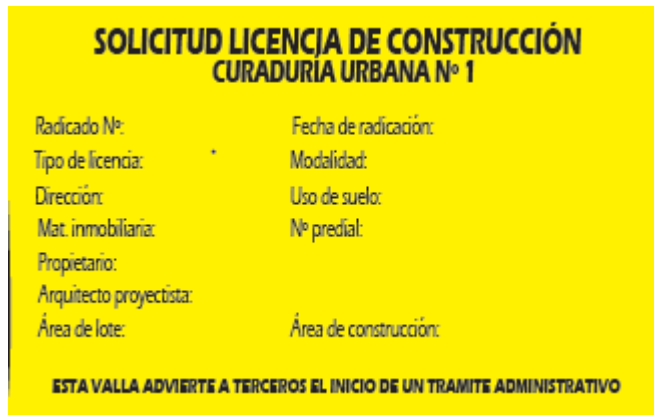 SOLICITUD LICENCIA DE CONSTRUCCIÓN
CURADURÍA URBANA Nº 1
Radicado Nº: Fecha de radicación:
Tipo de licencia: * Modalidad:
Dirección: Uso de suelo:
Mat. inmobiliaria: Nº predial:
Propietario:
Arquitecto proyectista:
Área de lote: Área de construcción:
ESTA VALLA ADVIERTE A TERCEROS EL INICIO DE UN TRAMITE ADMINISTRATIVO